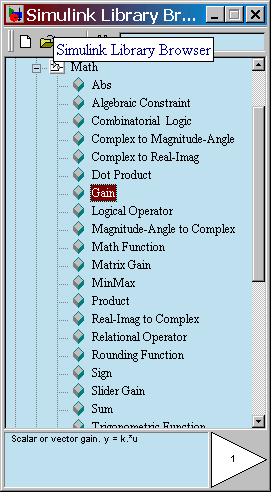 Simulink Library Br...
Simulink Library Browser
Math
Abs
Algebraic Constraint
Combinatorial Logic
Complex to Magnitude-Angle
Complex to Real-Imag
Dot Product
Gain
Logical Operator
Magnitude-Angle to Complex
Math Function
Matrix Gain
MinMax
Product
Real-Imag to Complex
Relational Operator
Rounding Function
Sign
Slider Gain
Sum
Trigonometric Function
Scalar or vector gain. y = k.*u
1